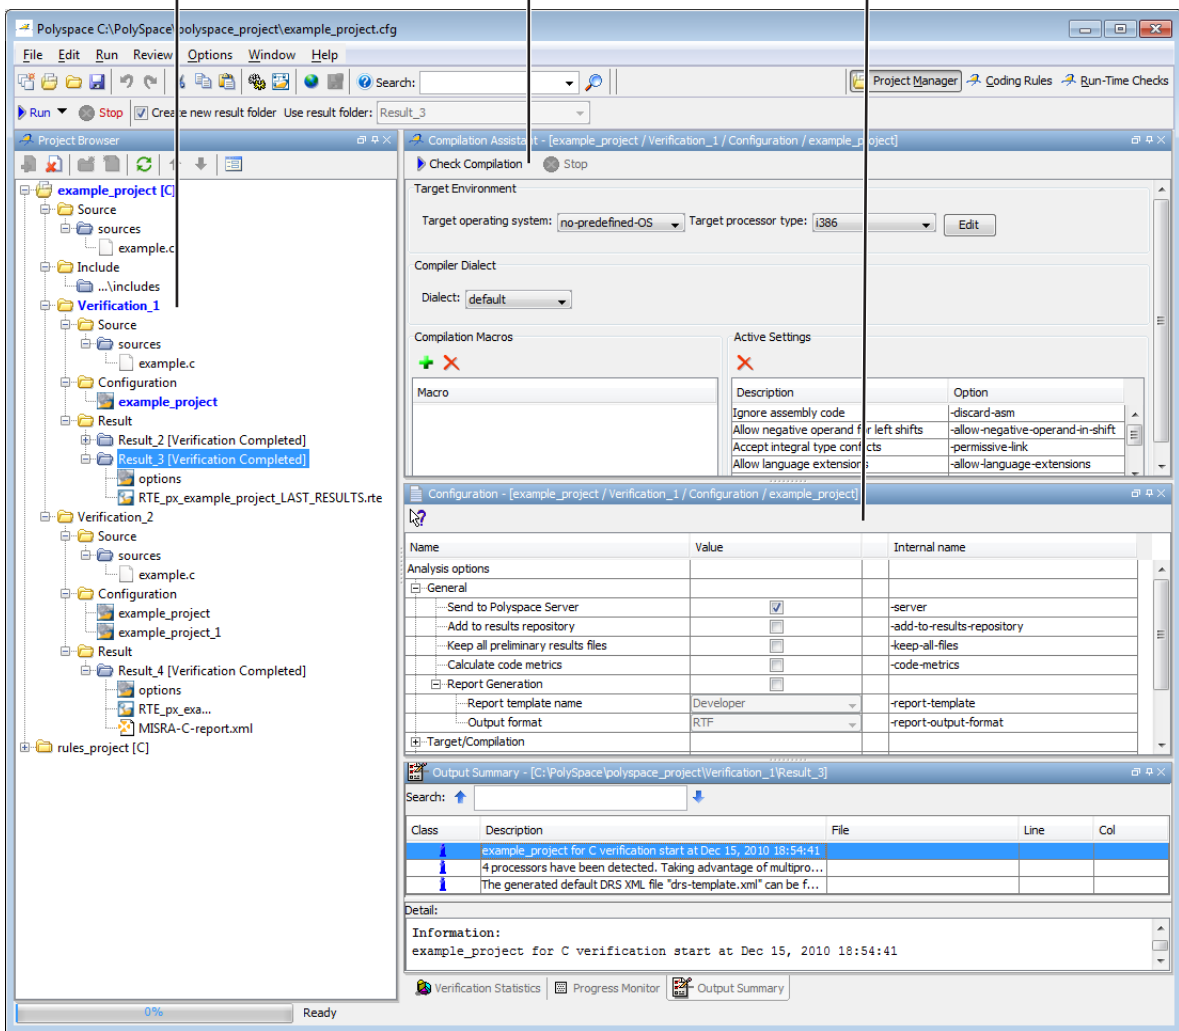 Polyspace C:\PolySpace\polyspace_project\example_project.cfg
File Edit Run Review Options Window Help
Search:
Project Manager Coding Rules Run-Time Checks
Run Stop Create new result folder Use result folder: Result_3
Project Browser
example_project [C]
Source
sources
example.c
Include
...\includes
Verification_1
Source
sources
example.c
Configuration
example_project
Result
Result_2 [Verification Completed]
Result_3 [Verification Completed]
options
RTE_px_example_project_LAST_RESULTS.rte
Verification_2
Source
sources
example.c
Configuration
example_project
example_project_1
Result
Result_4 [Verification Completed]
options
RTE_px_exa...
MISRA-C-report.xml
rules_project [C]
Compilation Assistant - [example_project / Verification_1 / Configuration / example_project]
Check Compilation Stop
Target Environment
Target operating system: no-predefined-OS Target processor type: i386 Edit
Compiler Dialect
Dialect: default
Compilation Macros
Macro
Active Settings
Description Option
Ignore assembly code -discard-asm
Allow negative operand for left shifts -allow-negative-operand-in-shift
Accept integral type conflicts -permissive-link
Allow language extensions -allow-language-extensions
Configuration - [example_project / Verification_1 / Configuration / example_project]
Name Value Internal name
Analysis options
General
Send to Polyspace Server -server
Add to results repository -add-to-results-repository
Keep all preliminary results files -keep-all-files
Calculate code metrics -code-metrics
Report Generation
Report template name Developer -report-template
Output format RTF -report-output-format
Target/Compilation
Output Summary - [C:\PolySpace\polyspace_project\Verification_1\Result_3]
Search:
Class Description File Line Col
example_project for C verification start at Dec 15, 2010 18:54:41
4 processors have been detected. Taking advantage of multipro...
The generated default DRS XML file "drs-template.xml" can be f...
Detail:
Information:
example_project for C verification start at Dec 15, 2010 18:54:41
Verification Statistics Progress Monitor Output Summary
0% Ready